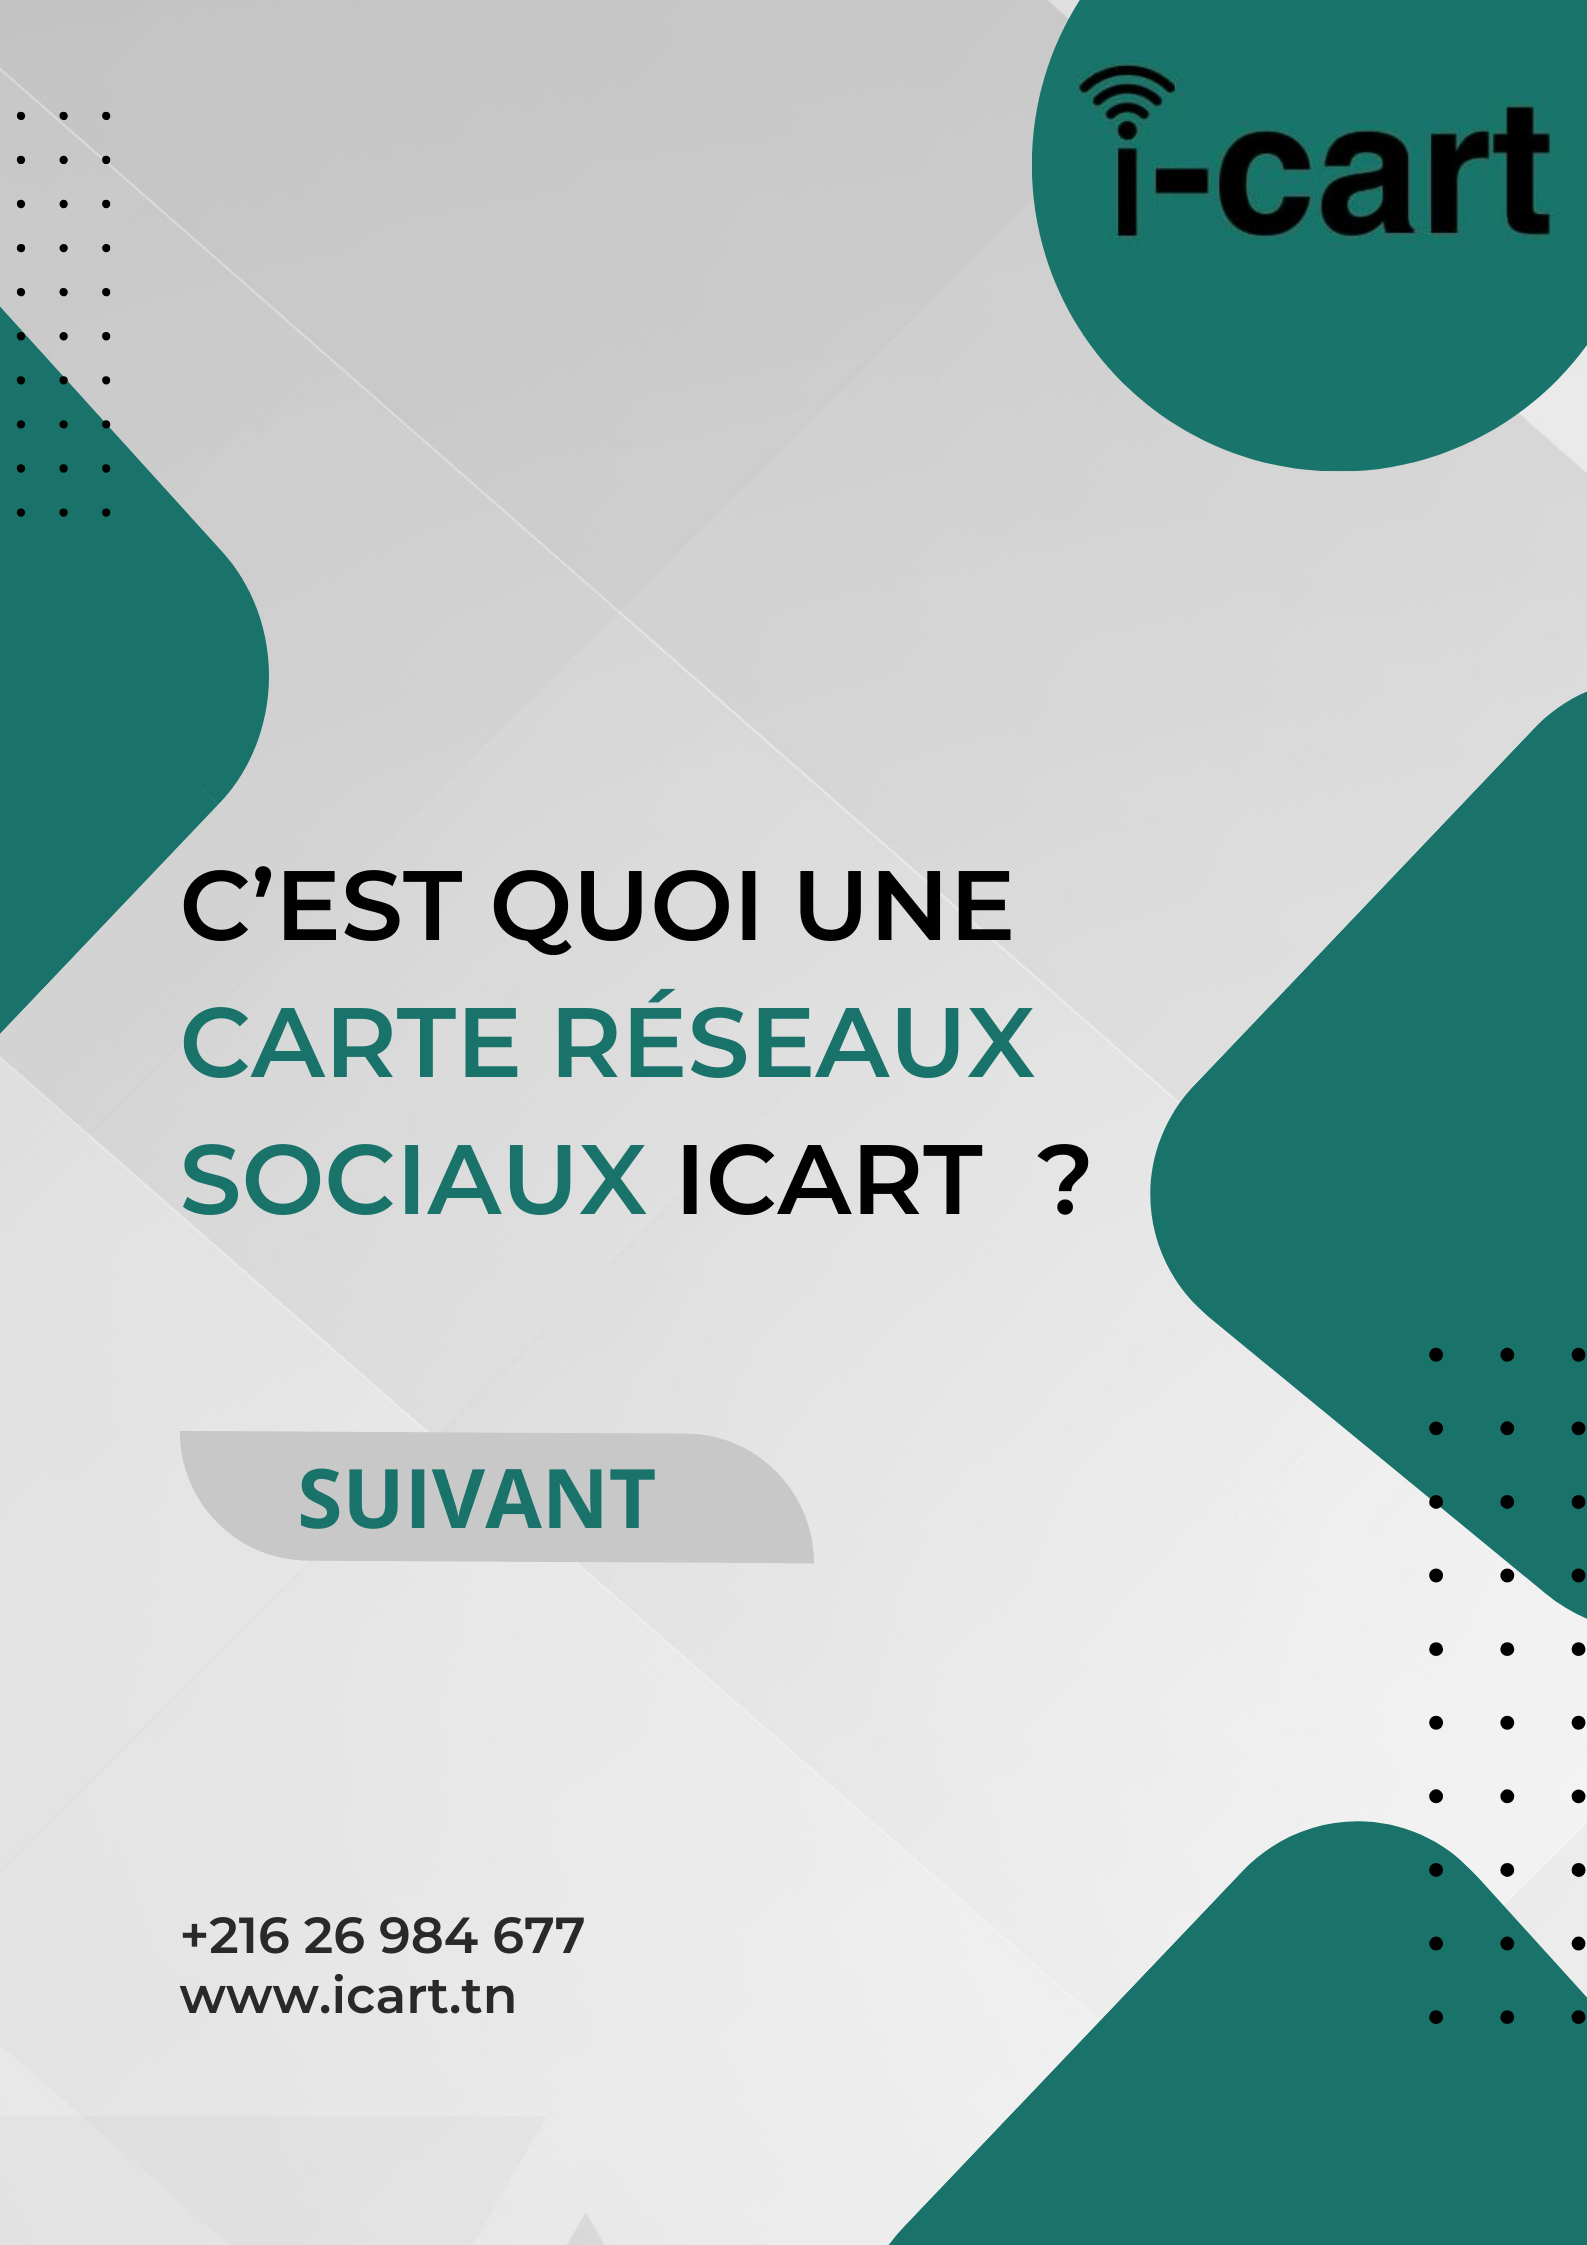 i-cart
C’EST QUOI UNE
CARTE RÉSEAUX
SOCIAUX ICART ?
SUIVANT
+216 26 984 677
www.icart.tn